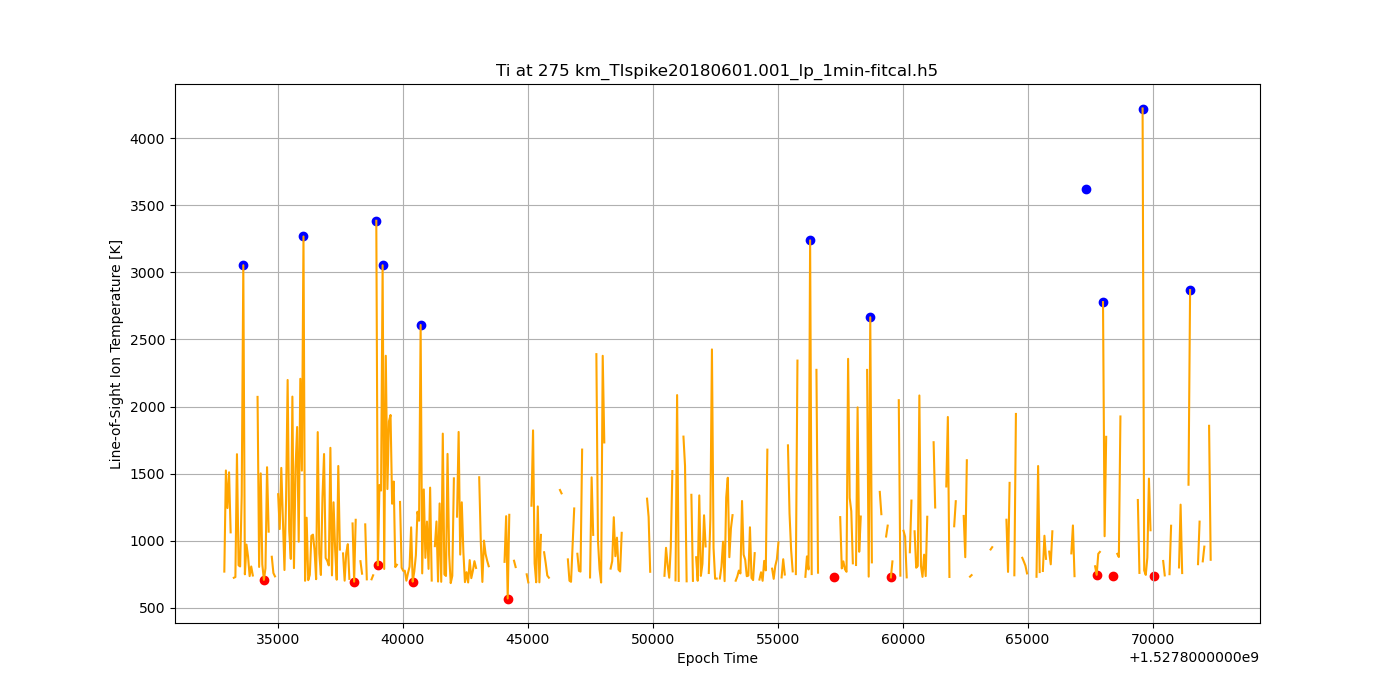 Ti at 275 km_TIspike20180601.001_lp_1min-fitcal.h5
Line-of-Sight Ion Temperature [K]
4000
3500
3000
2500
2000
1500
1000
500
35000 40000 45000 50000 55000 60000 65000 70000
Epoch Time
+1.5278000000e9